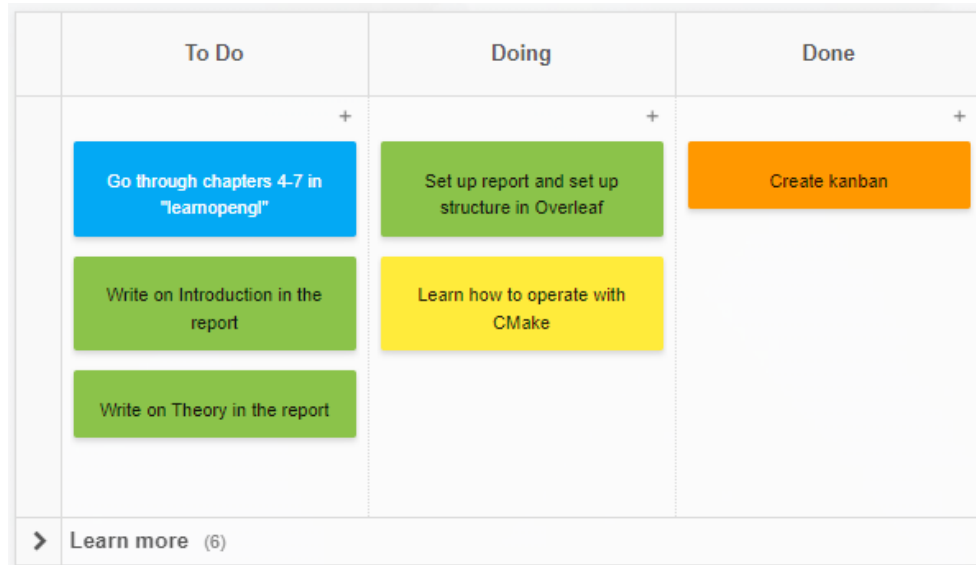 To Do
Doing
Done
+
+
+
Go through chapters 4-7 in
"learnopengl"
Write on Introduction in the
report
Write on Theory in the report
Set up report and set up
structure in Overleaf
Learn how to operate with
CMake
Create kanban
Learn more (6)